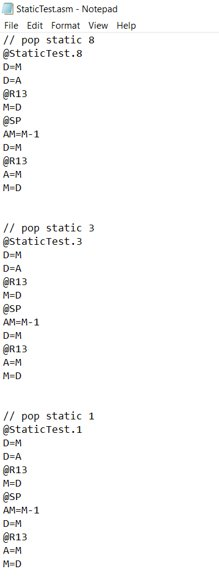 StaticTest.asm - Notepad
File Edit Format View Help
// pop static 8
@StaticTest.8
D=M
D=A
@R13
M=D
@SP
AM=M-1
D=M
@R13
A=M
M=D
// pop static 3
@StaticTest.3
D=M
D=A
@R13
M=D
@SP
AM=M-1
D=M
@R13
A=M
M=D
// pop static 1
@StaticTest.1
D=M
D=A
@R13
M=D
@SP
AM=M-1
D=M
@R13
A=M
M=D